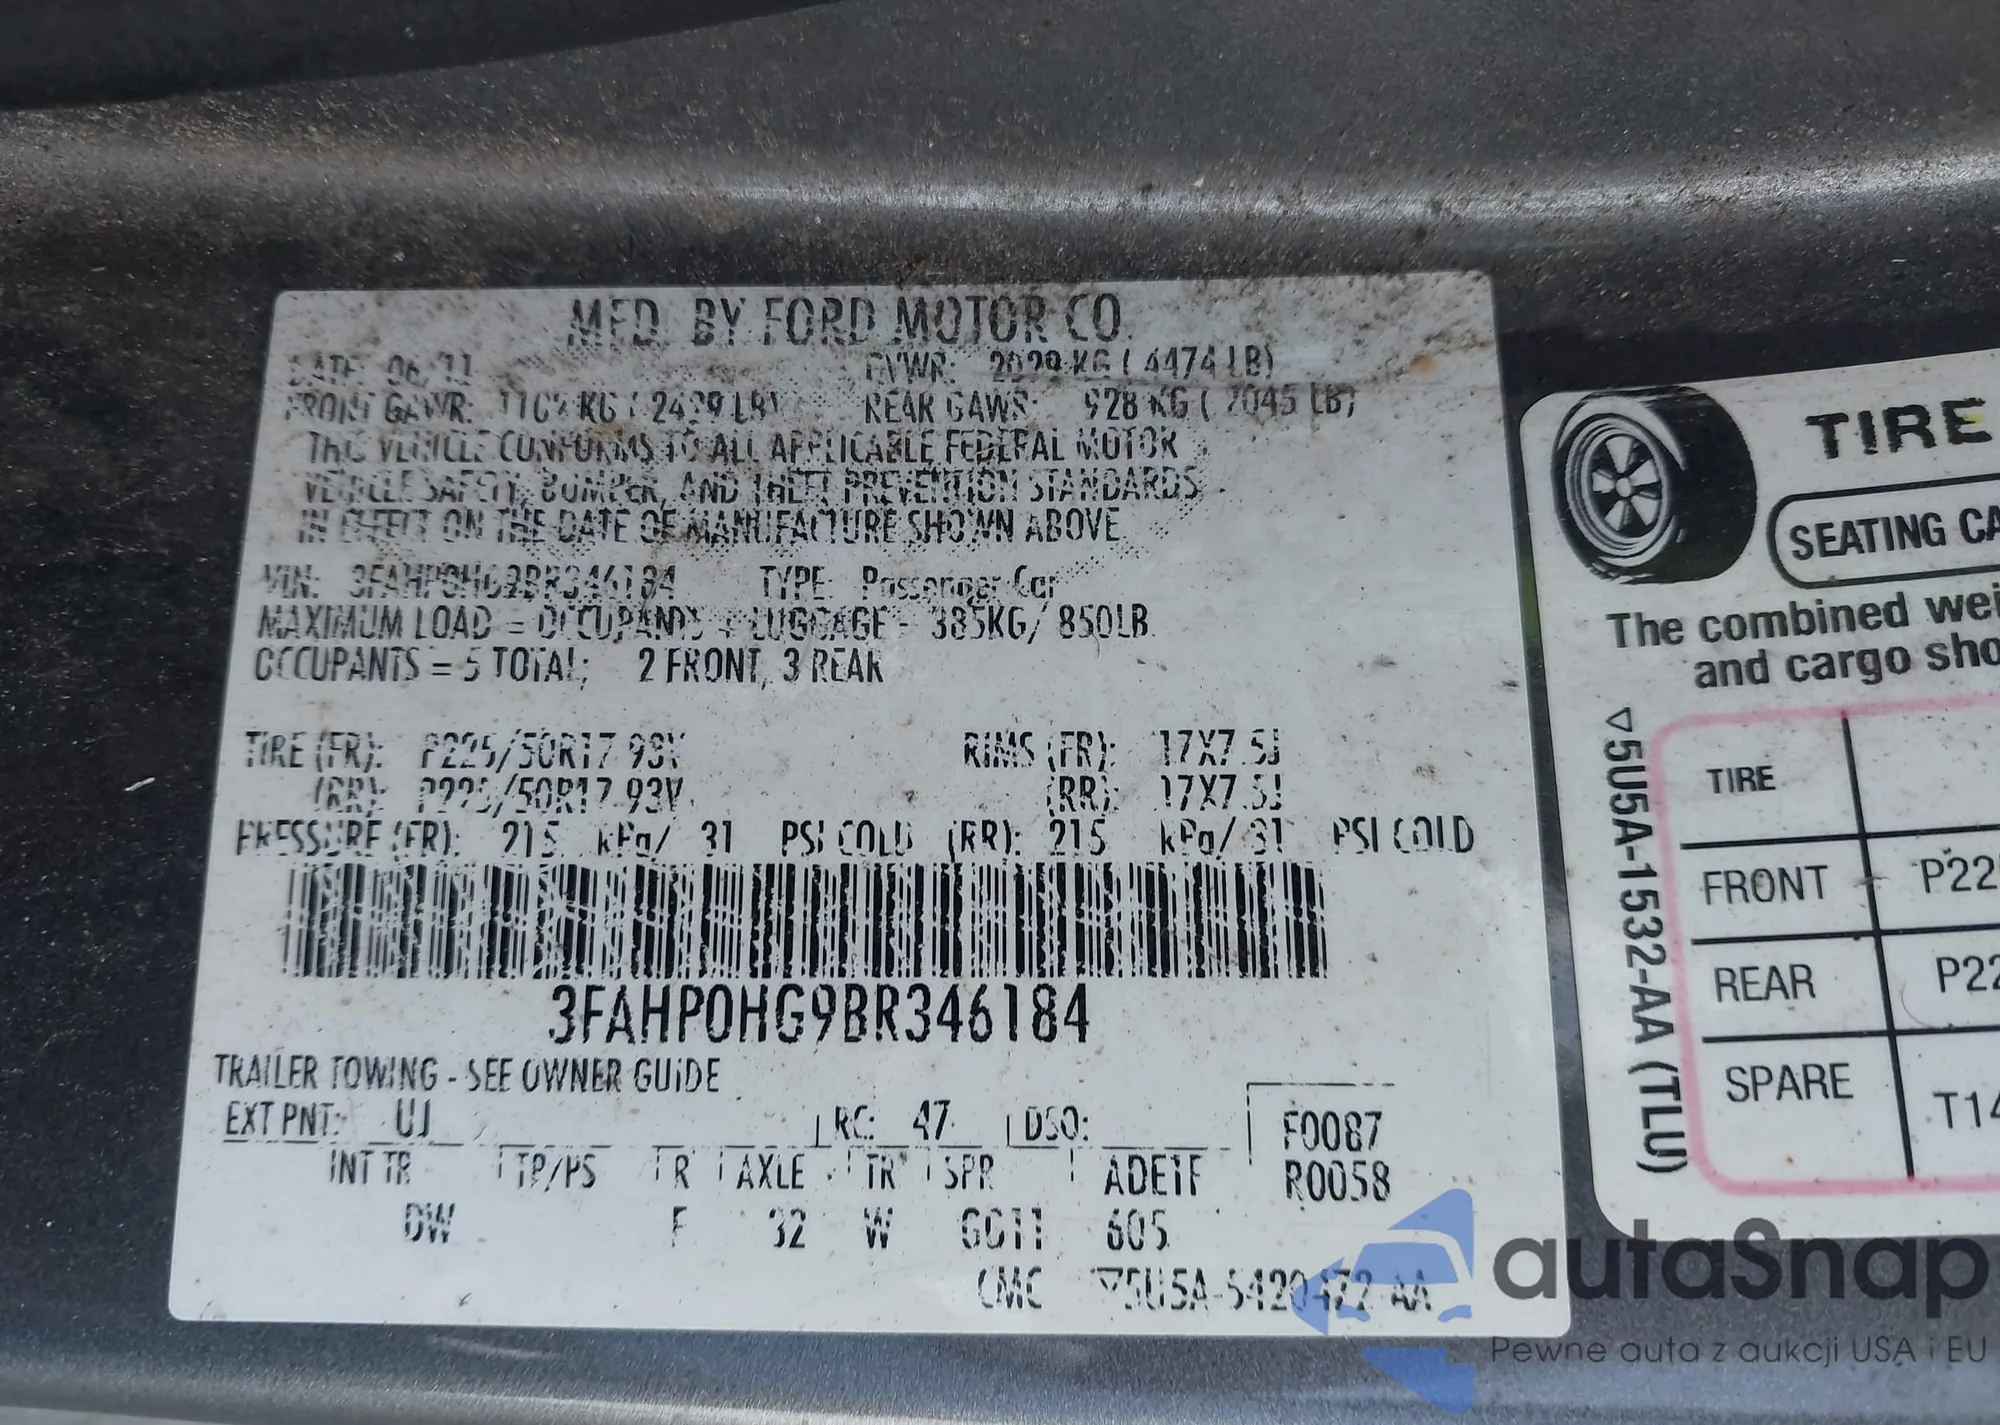 MFD. BY FORD MOTOR CO.
DATE: 06/11 GVWR: 2029 KG ( 4474 LB)
FRONT GAWR: KG ( LB) REAR GAWR: 928 KG ( 2045 LB)
THIS VEHICLE CONFORMS TO ALL APPLICABLE FEDERAL MOTOR
VEHICLE SAFETY, BUMPER, AND THEFT PREVENTION STANDARDS
IN EFFECT ON THE DATE OF MANUFACTURE SHOWN ABOVE.
VIN: 3FAHP0HG9BR346184 TYPE: Passenger Car
MAXIMUM LOAD = OCCUPANTS + LUGGAGE = 385KG/ 850LB
OCCUPANTS = 5 TOTAL; 2 FRONT, 3 REAR
TIRE (FR): P225/50R17 93V RIMS (FR): 17X7.5J
(RR): P225/50R17 93V (RR): 17X7.5J
PRESSURE (FR): 215 kPa/ 31 PSI COLD (RR): 215 kPa/ 31 PSI COLD
3FAHP0HG9BR346184
TRAILER TOWING - SEE OWNER GUIDE
EXT PNT: UJ RC: 47 DSO: F0087
INT TR TP/PS R AXLE TR SPR ADE1F R0058
DW F 32 W GG11 605
CMC ▽5U5A-5420472-AA
TIRE
SEATING CA
The combined wei
and cargo sho
▽5U5A-1532-AA (TLU)
TIRE
FRONT P22
REAR P22
SPARE T14
autaSnap
Pewne auta z aukcji USA i EU